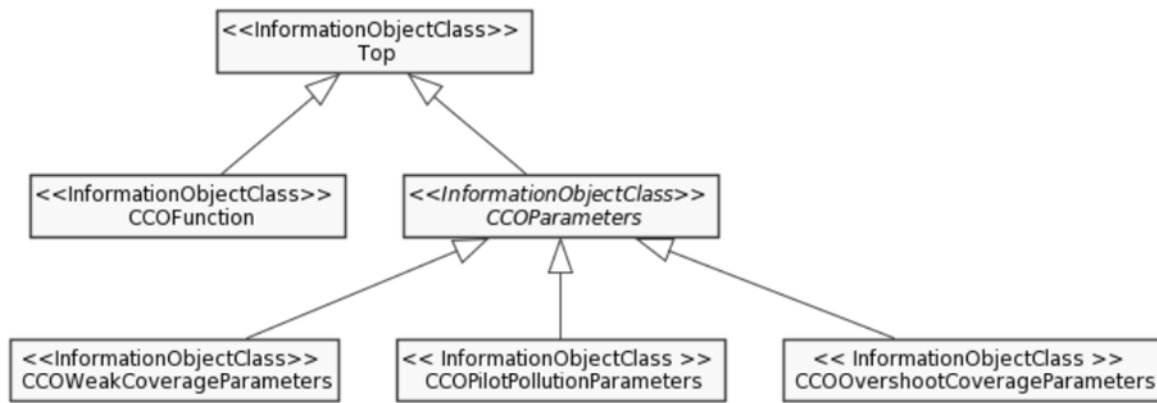 <<InformationObjectClass>>
Top
<<InformationObjectClass>>
CCOFunction
<<InformationObjectClass>>
CCOParameters
<<InformationObjectClass>>
CCOWeakCoverageParameters
<< InformationObjectClass >>
CCOPilotPollutionParameters
<< InformationObjectClass >>
CCOOvershootCoverageParameters